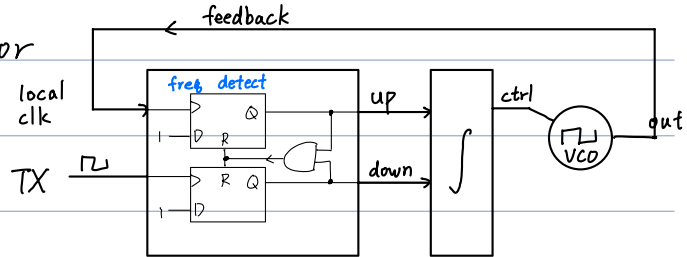 feedback
or
freq detect
local
clk
Q
1 D R
up
ctrl
out
VCO
∫
TX
R Q
1 D
down